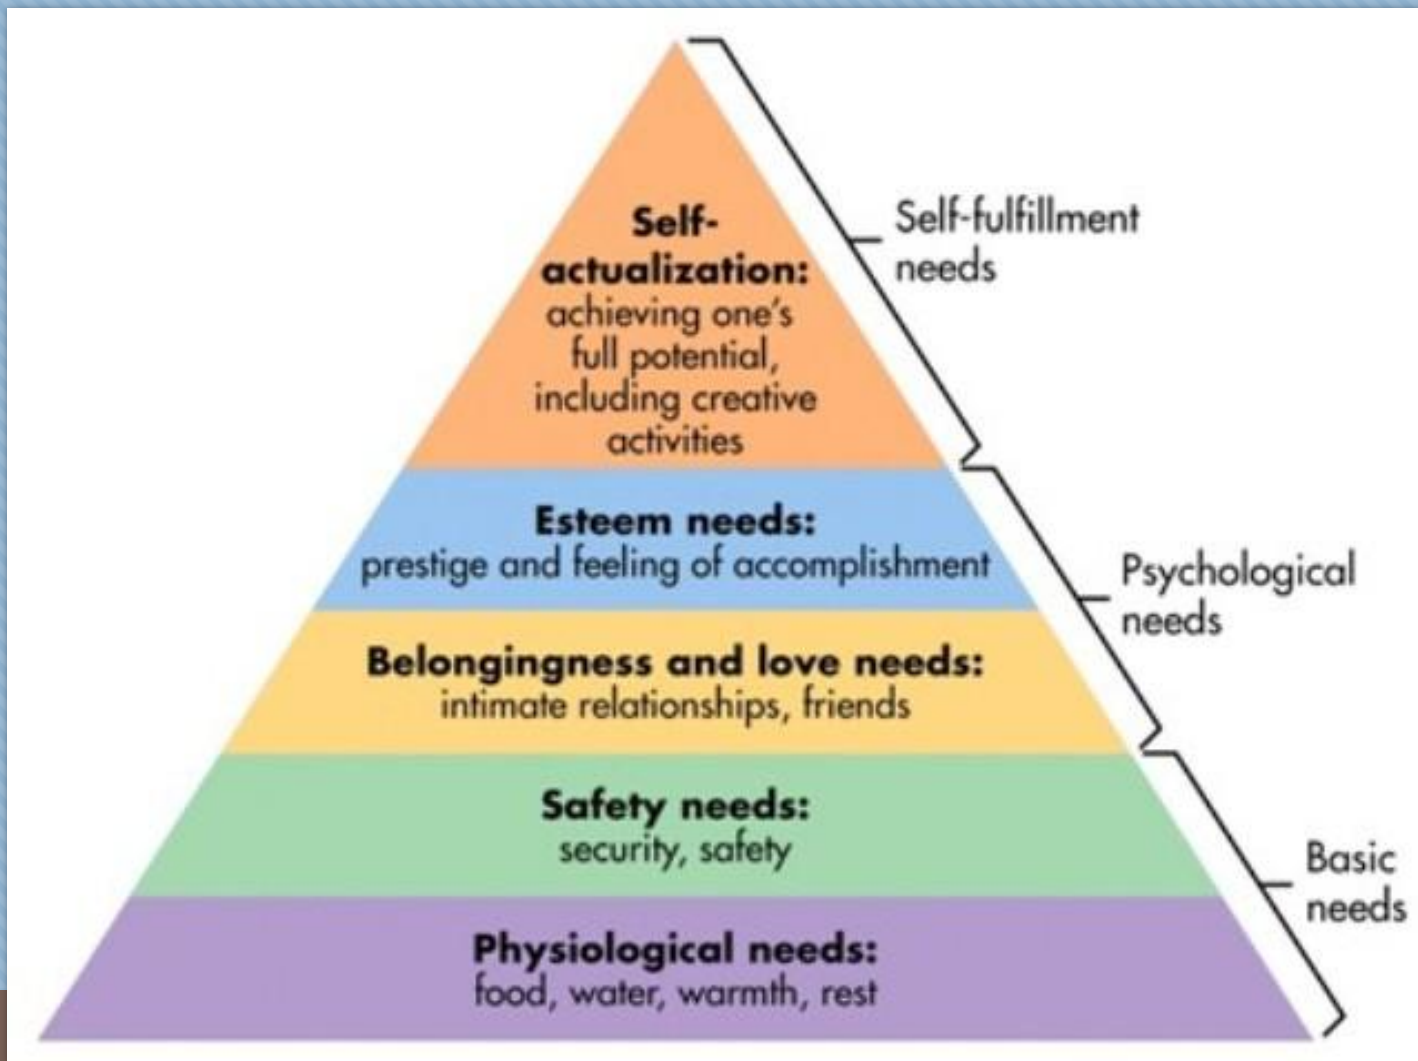 Self-
actualization:
achieving one's
full potential,
including creative
activities
Self-fulfillment
needs
Esteem needs:
prestige and feeling of accomplishment
Psychological
needs
Belongingness and love needs:
intimate relationships, friends
Safety needs:
security, safety
Basic
needs
Physiological needs:
food, water, warmth, rest